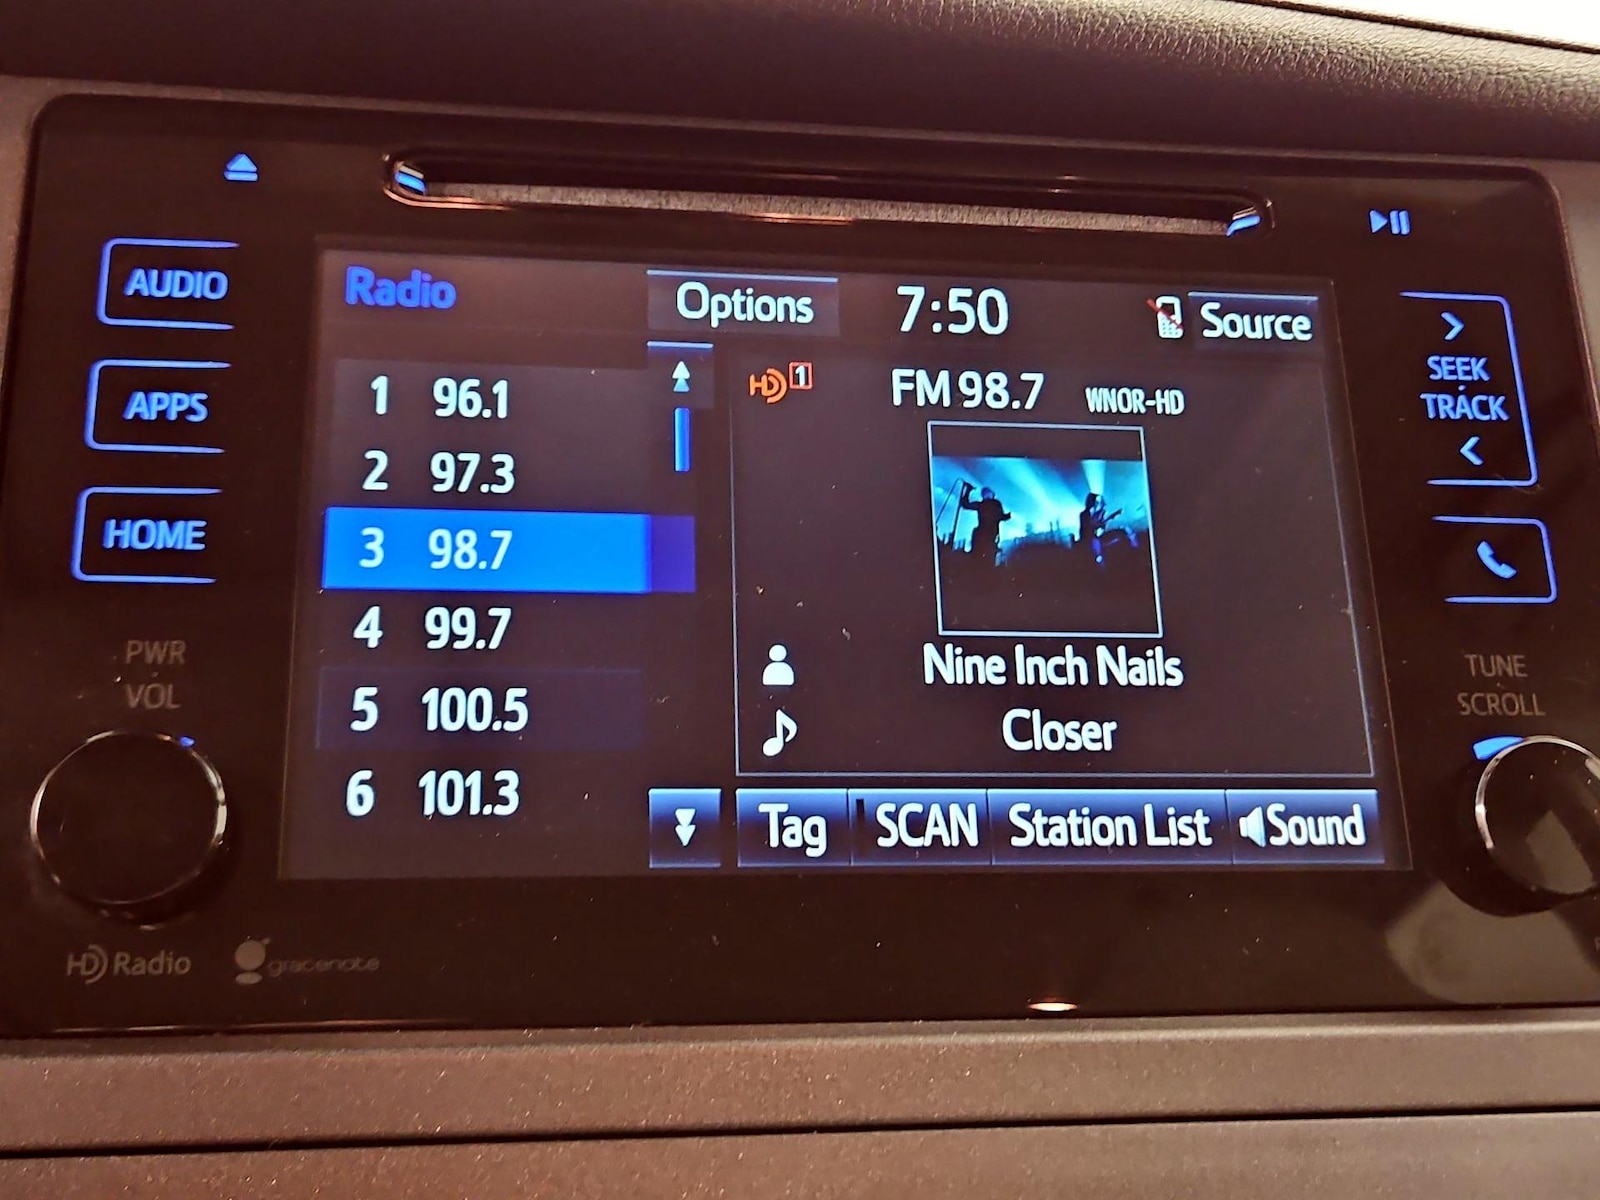 AUDIO
APPS
HOME
PWR
VOL
Radio
Options
7:50
Source
1 96.1
2 97.3
3 98.7
4 99.7
5 100.5
6 101.3
HD 1
FM 98.7 WNOR-HD
Nine Inch Nails
Closer
Tag
SCAN
Station List
Sound
SEEK
TRACK
TUNE
SCROLL
HD Radio
gracenote